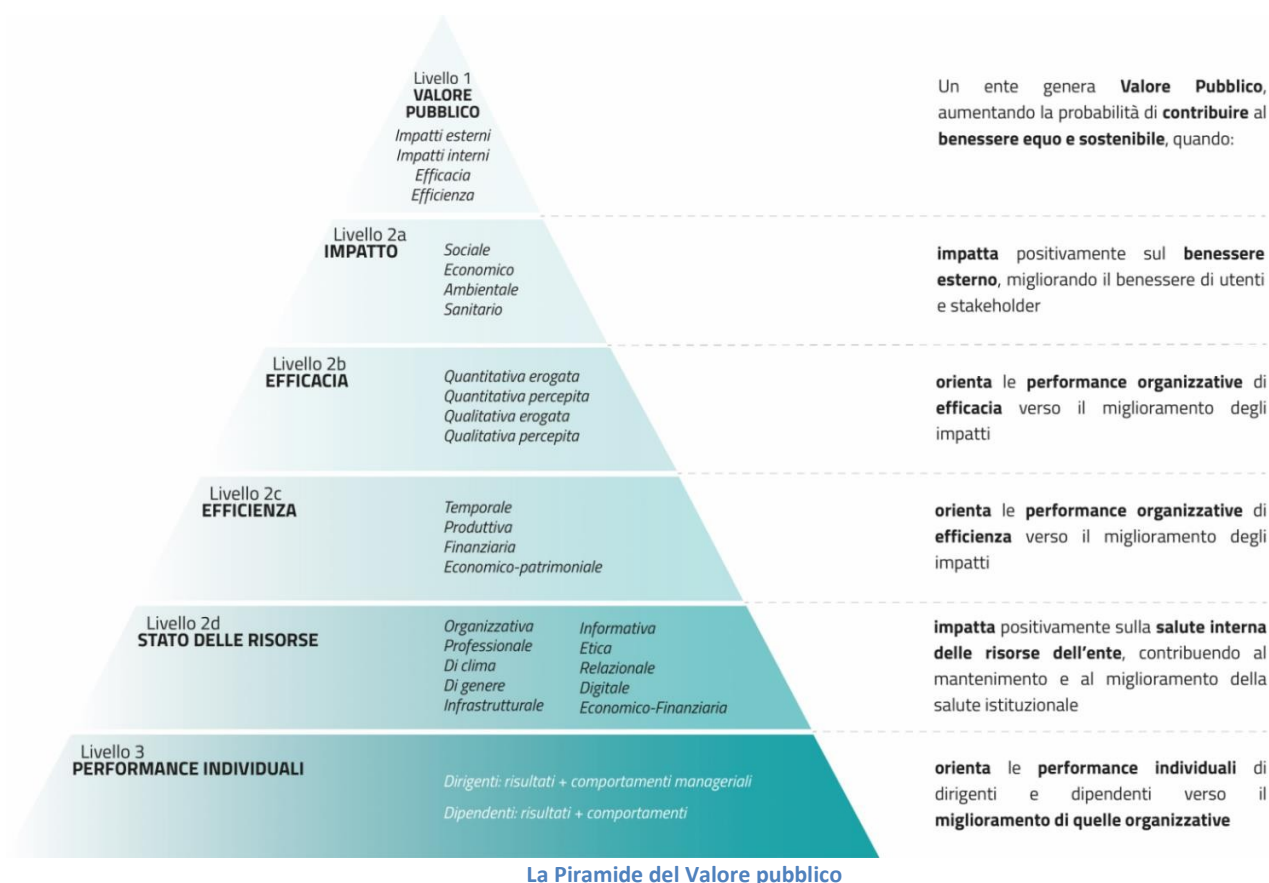 Livello 1
VALORE
PUBBLICO
Impatti esterni
Impatti interni
Efficacia
Efficienza
Un ente genera Valore Pubblico,
aumentando la probabilità di contribuire al
benessere equo e sostenibile, quando:
Livello 2a
IMPATTO
Sociale
Economico
Ambientale
Sanitario
impatta positivamente sul benessere
esterno, migliorando il benessere di utenti
e stakeholder
Livello 2b
EFFICACIA
Quantitativa erogata
Quantitativa percepita
Qualitativa erogata
Qualitativa percepita
orienta le performance organizzative di
efficacia verso il miglioramento degli
impatti
Livello 2c
EFFICIENZA
Temporale
Produttiva
Finanziaria
Economico-patrimoniale
orienta le performance organizzative di
efficienza verso il miglioramento degli
impatti
Livello 2d
STATO DELLE RISORSE
Organizzativa
Professionale
Di clima
Di genere
Infrastrutturale
Informativa
Etica
Relazionale
Digitale
Economico-Finanziaria
impatta positivamente sulla salute interna
delle risorse dell'ente, contribuendo al
mantenimento e al miglioramento della
salute istituzionale
Livello 3
PERFORMANCE INDIVIDUALI
Dirigenti: risultati + comportamenti manageriali
Dipendenti: risultati + comportamenti
orienta le performance individuali di
dirigenti e dipendenti verso il
miglioramento di quelle organizzative
La Piramide del Valore pubblico